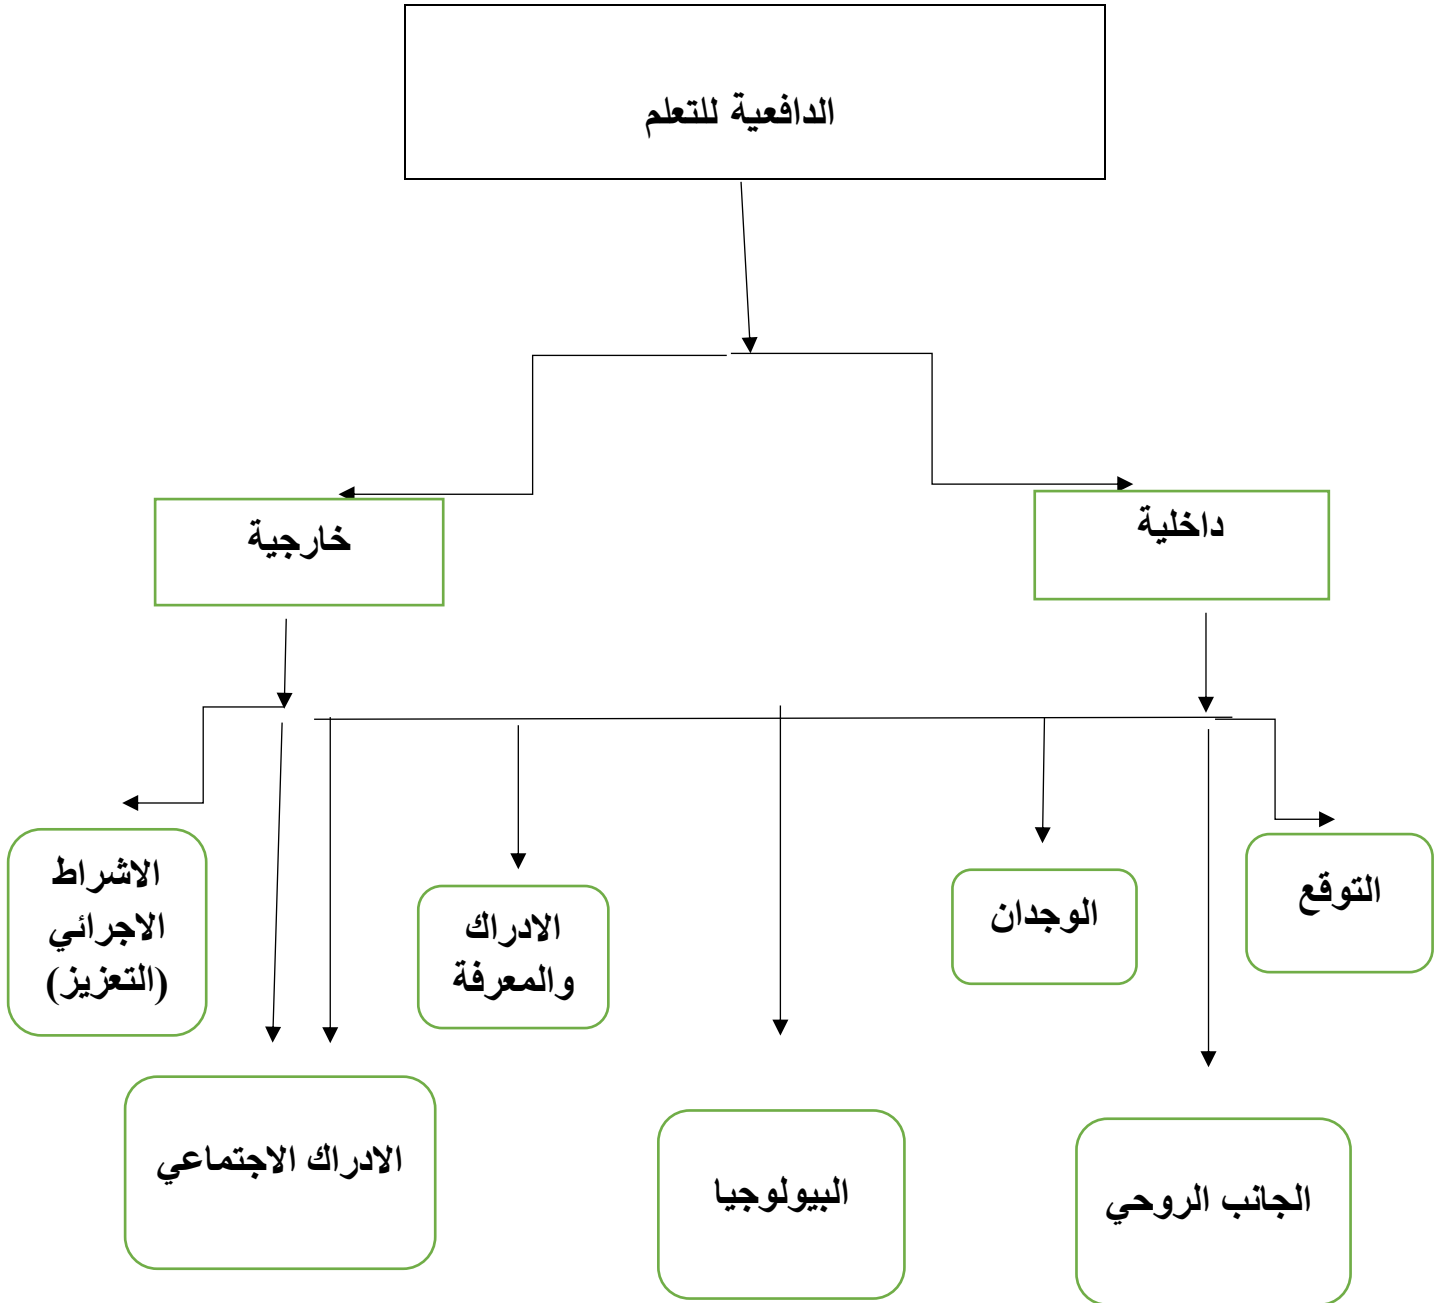 الدافعية للتعلم
داخلية
خارجية
التوقع
الوجدان
الادراك
والمعرفة
الاشراط
الاجرائي
(التعزيز)
الجانب الروحي
البيولوجيا
الادراك الاجتماعي